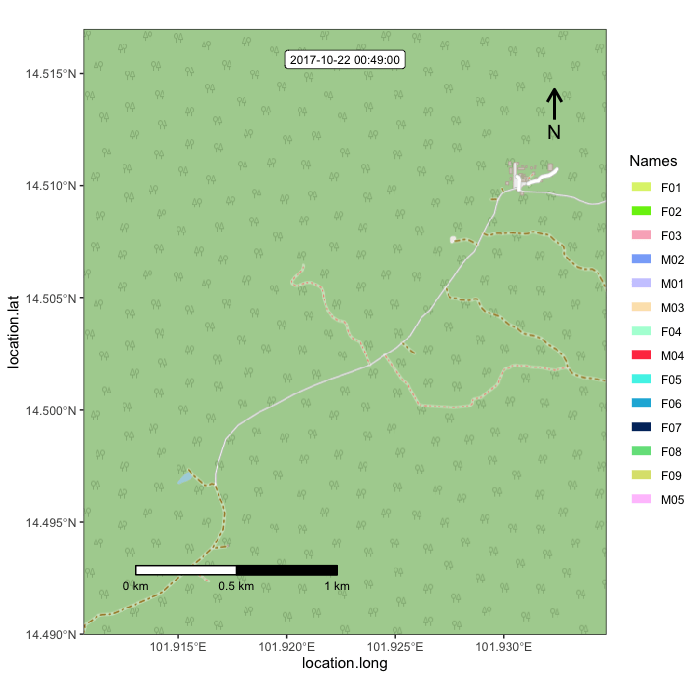 2017-10-22 00:49:00
14.515°N
14.510°N
14.505°N
14.500°N
14.495°N
14.490°N
location.lat
N
0 km 0.5 km 1 km
101.915°E 101.920°E 101.925°E 101.930°E
location.long
Names
F01
F02
F03
M02
M01
M03
F04
M04
F05
F06
F07
F08
F09
M05